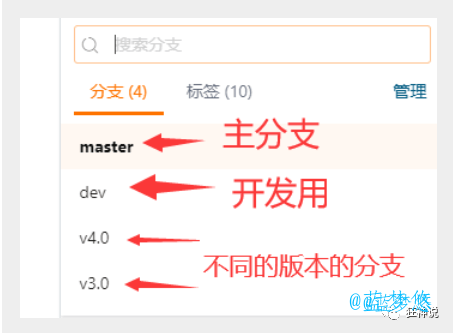 搜索分支
分支 (4)
标签 (10)
管理
master
主分支
dev
开发用
v4.0
不同的版本的分支
v3.0
@蓝梦悠
狂神说